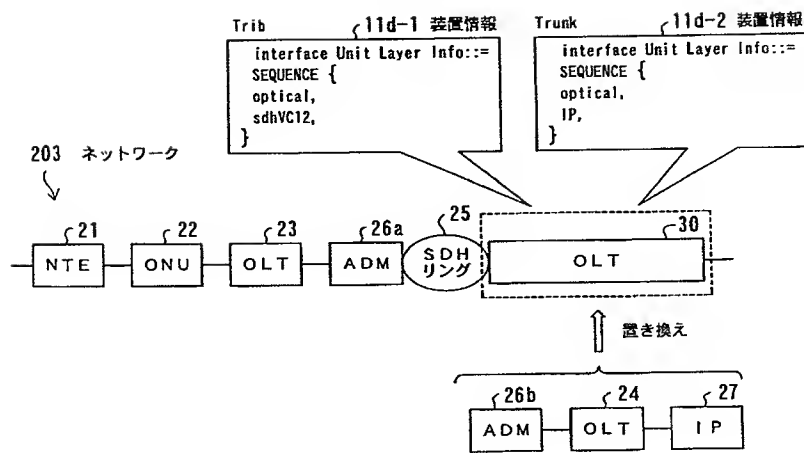 Trib 11d-1 装置情報
interface Unit Layer Info::=
SEQUENCE {
optical,
sdhVC12,
}
Trunk 11d-2 装置情報
interface Unit Layer Info::=
SEQUENCE {
optical,
IP,
}
203 ネットワーク
21 22 23 26a 25 30
NTE ONU OLT ADM SDH
リング OLT
置き換え
26b 24 27
ADM OLT IP